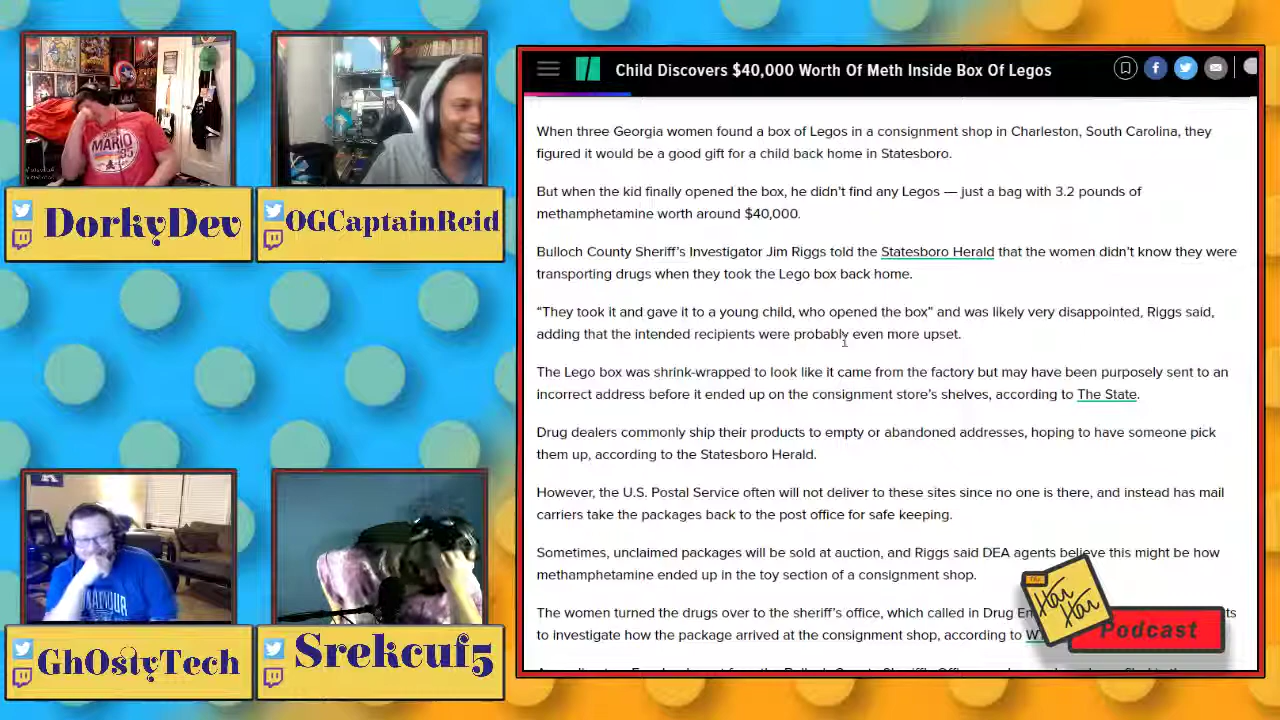 DorkyDev
OGCaptainReid
MARIO
85
GhOstyTech
Srekcuf5
Child Discovers $40,000 Worth Of Meth Inside Box Of Legos
When three Georgia women found a box of Legos in a consignment shop in Charleston, South Carolina, they
figured it would be a good gift for a child back home in Statesboro.
But when the kid finally opened the box, he didn’t find any Legos — just a bag with 3.2 pounds of
methamphetamine worth around $40,000.
Bulloch County Sheriff’s Investigator Jim Riggs told the Statesboro Herald that the women didn’t know they were
transporting drugs when they took the Lego box back home.
“They took it and gave it to a young child, who opened the box” and was likely very disappointed, Riggs said,
adding that the intended recipients were probably even more upset.
The Lego box was shrink-wrapped to look like it came from the factory but may have been purposely sent to an
incorrect address before it ended up on the consignment store’s shelves, according to The State.
Drug dealers commonly ship their products to empty or abandoned addresses, hoping to have someone pick
them up, according to the Statesboro Herald.
However, the U.S. Postal Service often will not deliver to these sites since no one is there, and instead has mail
carriers take the packages back to the post office for safe keeping.
Sometimes, unclaimed packages will be sold at auction, and Riggs said DEA agents believe this might be how
methamphetamine ended up in the toy section of a consignment shop.
The women turned the drugs over to the sheriff’s office, which called in Drug
to investigate how the package arrived at the consignment shop, according to
Har
Har
Podcast